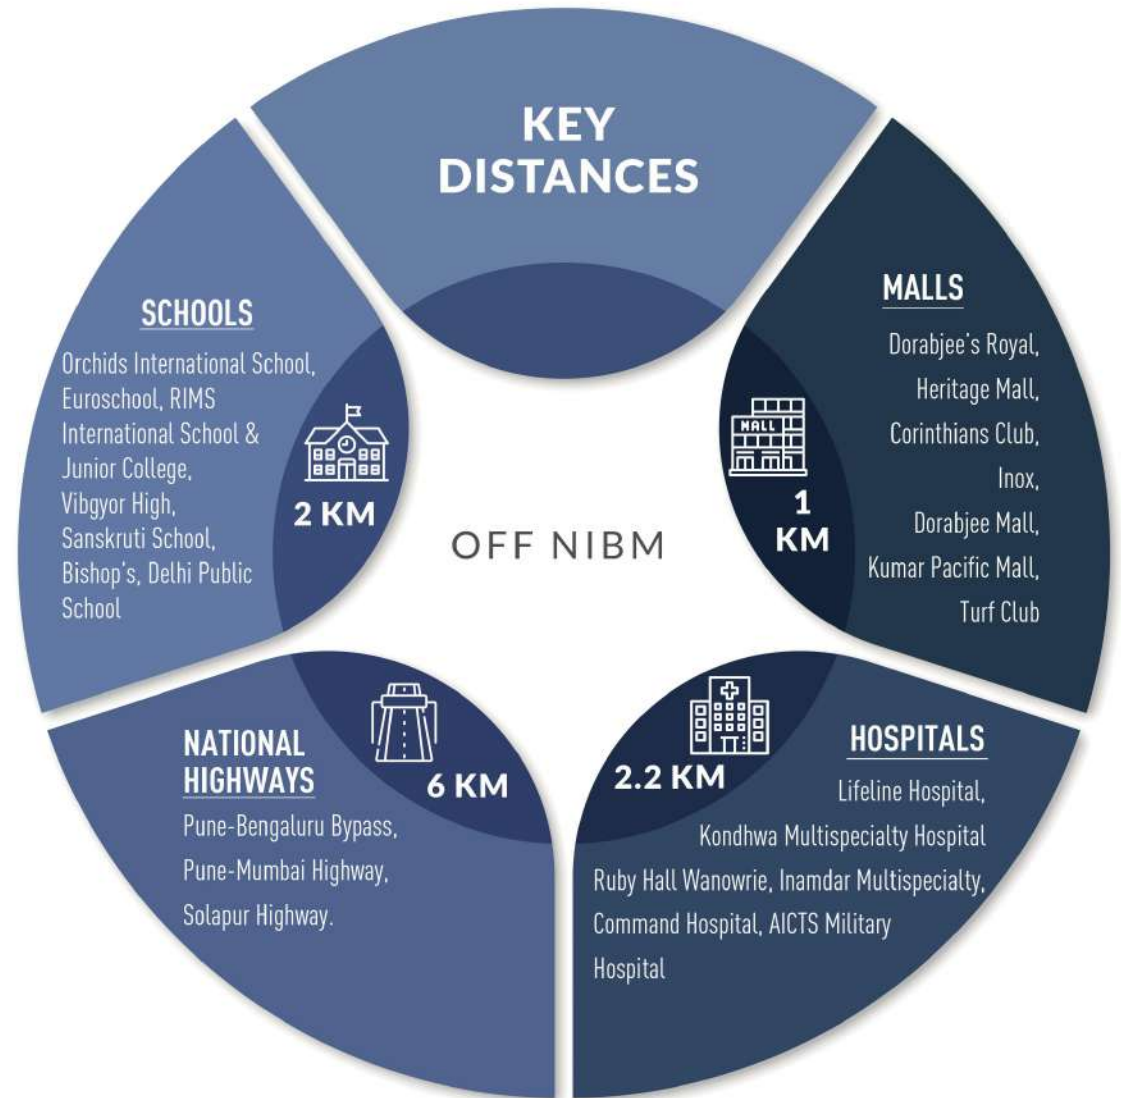 KEY
DISTANCES
SCHOOLS
Orchids International School,
Euroschool, RIMS
International School &
Junior College,
Vibgyor High,
Sanskruti School,
Bishop's, Delhi Public
School
2 KM
MALLS
Dorabjee's Royal,
Heritage Mall,
Corinthians Club,
Inox,
Dorabjee Mall,
Kumar Pacific Mall,
Turf Club
MALL
1
KM
OFF NIBM
NATIONAL
HIGHWAYS
Pune-Bengaluru Bypass,
Pune-Mumbai Highway,
Solapur Highway.
6 KM
HOSPITALS
Lifeline Hospital,
Kondhwa Multispecialty Hospital
Ruby Hall Wanowrie, Inamdar Multispecialty,
Command Hospital, AICTS Military
Hospital
2.2 KM